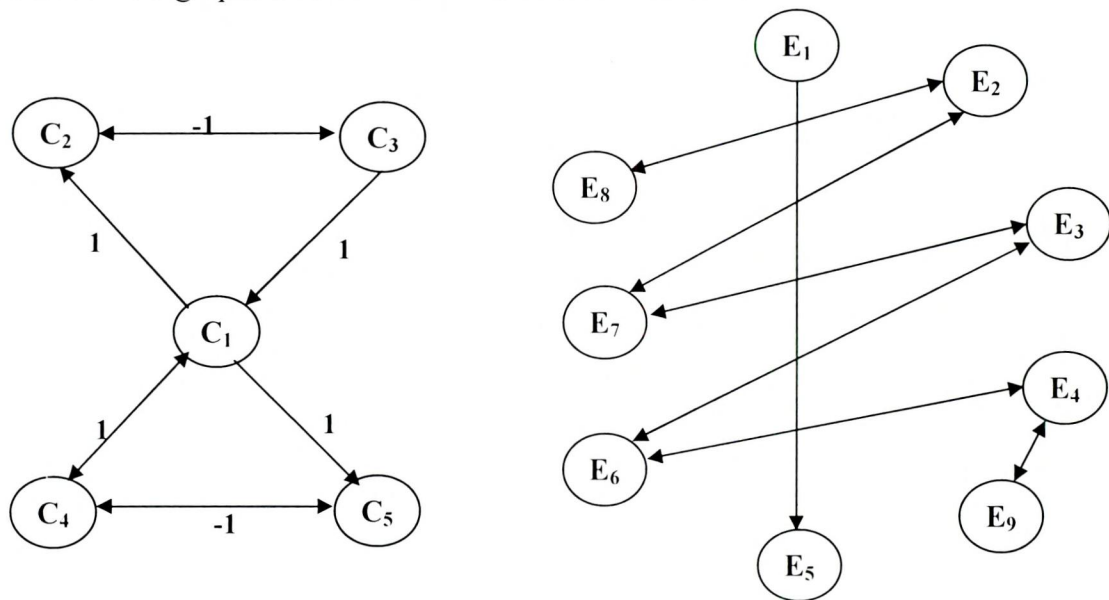 E₁
E₂
C₂ -1 C₃
E₈
E₃
1 1
E₇
C₁
E₄
1 1
E₆
C₄ -1 C₅
E₉
E₅